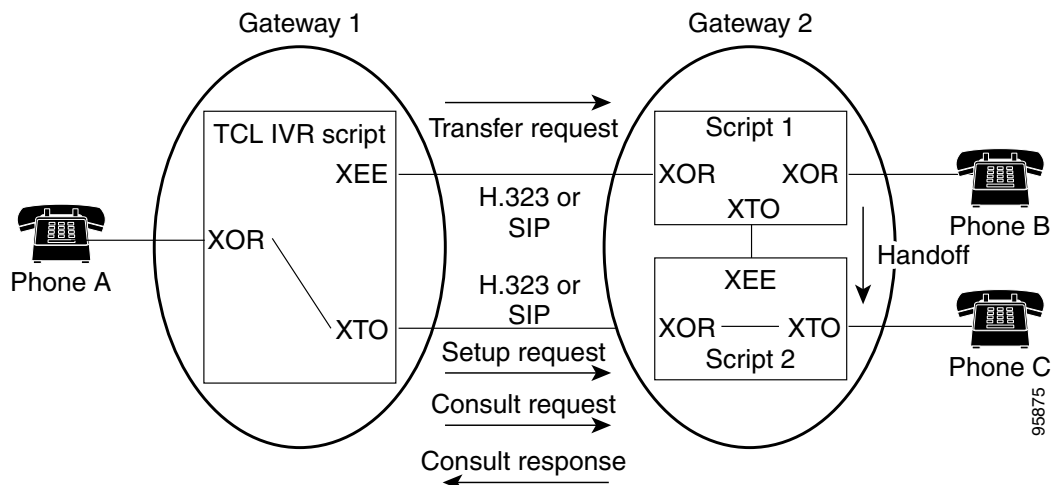 Gateway 1
Gateway 2
Transfer request
TCL IVR script
XEE
XOR
XTO
Phone A
H.323 or
SIP
H.323 or
SIP
Setup request
Consult request
Consult response
Script 1
XOR
XOR
XTO
Handoff
XEE
XOR
XTO
Script 2
Phone B
Phone C
95875